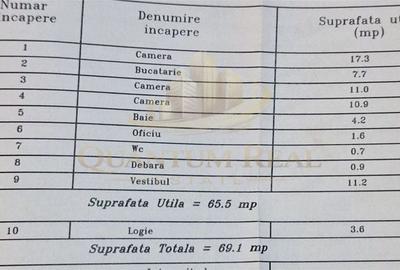 Numar Denumire Suprafata ut
incapere incapere (mp)
1 Camera 17.3
2 Bucatarie 7.7
3 Camera 11.0
4 Camera 10.9
5 Baie 4.2
6 Oficiu 1.6
7 Wc 0.7
8 Debara 0.9
9 Vestibul 11.2
QUANTUM REAL
Suprafata Utila = 65.5 mp
10 Logie 3.6
Suprafata Totala = 69.1 mp